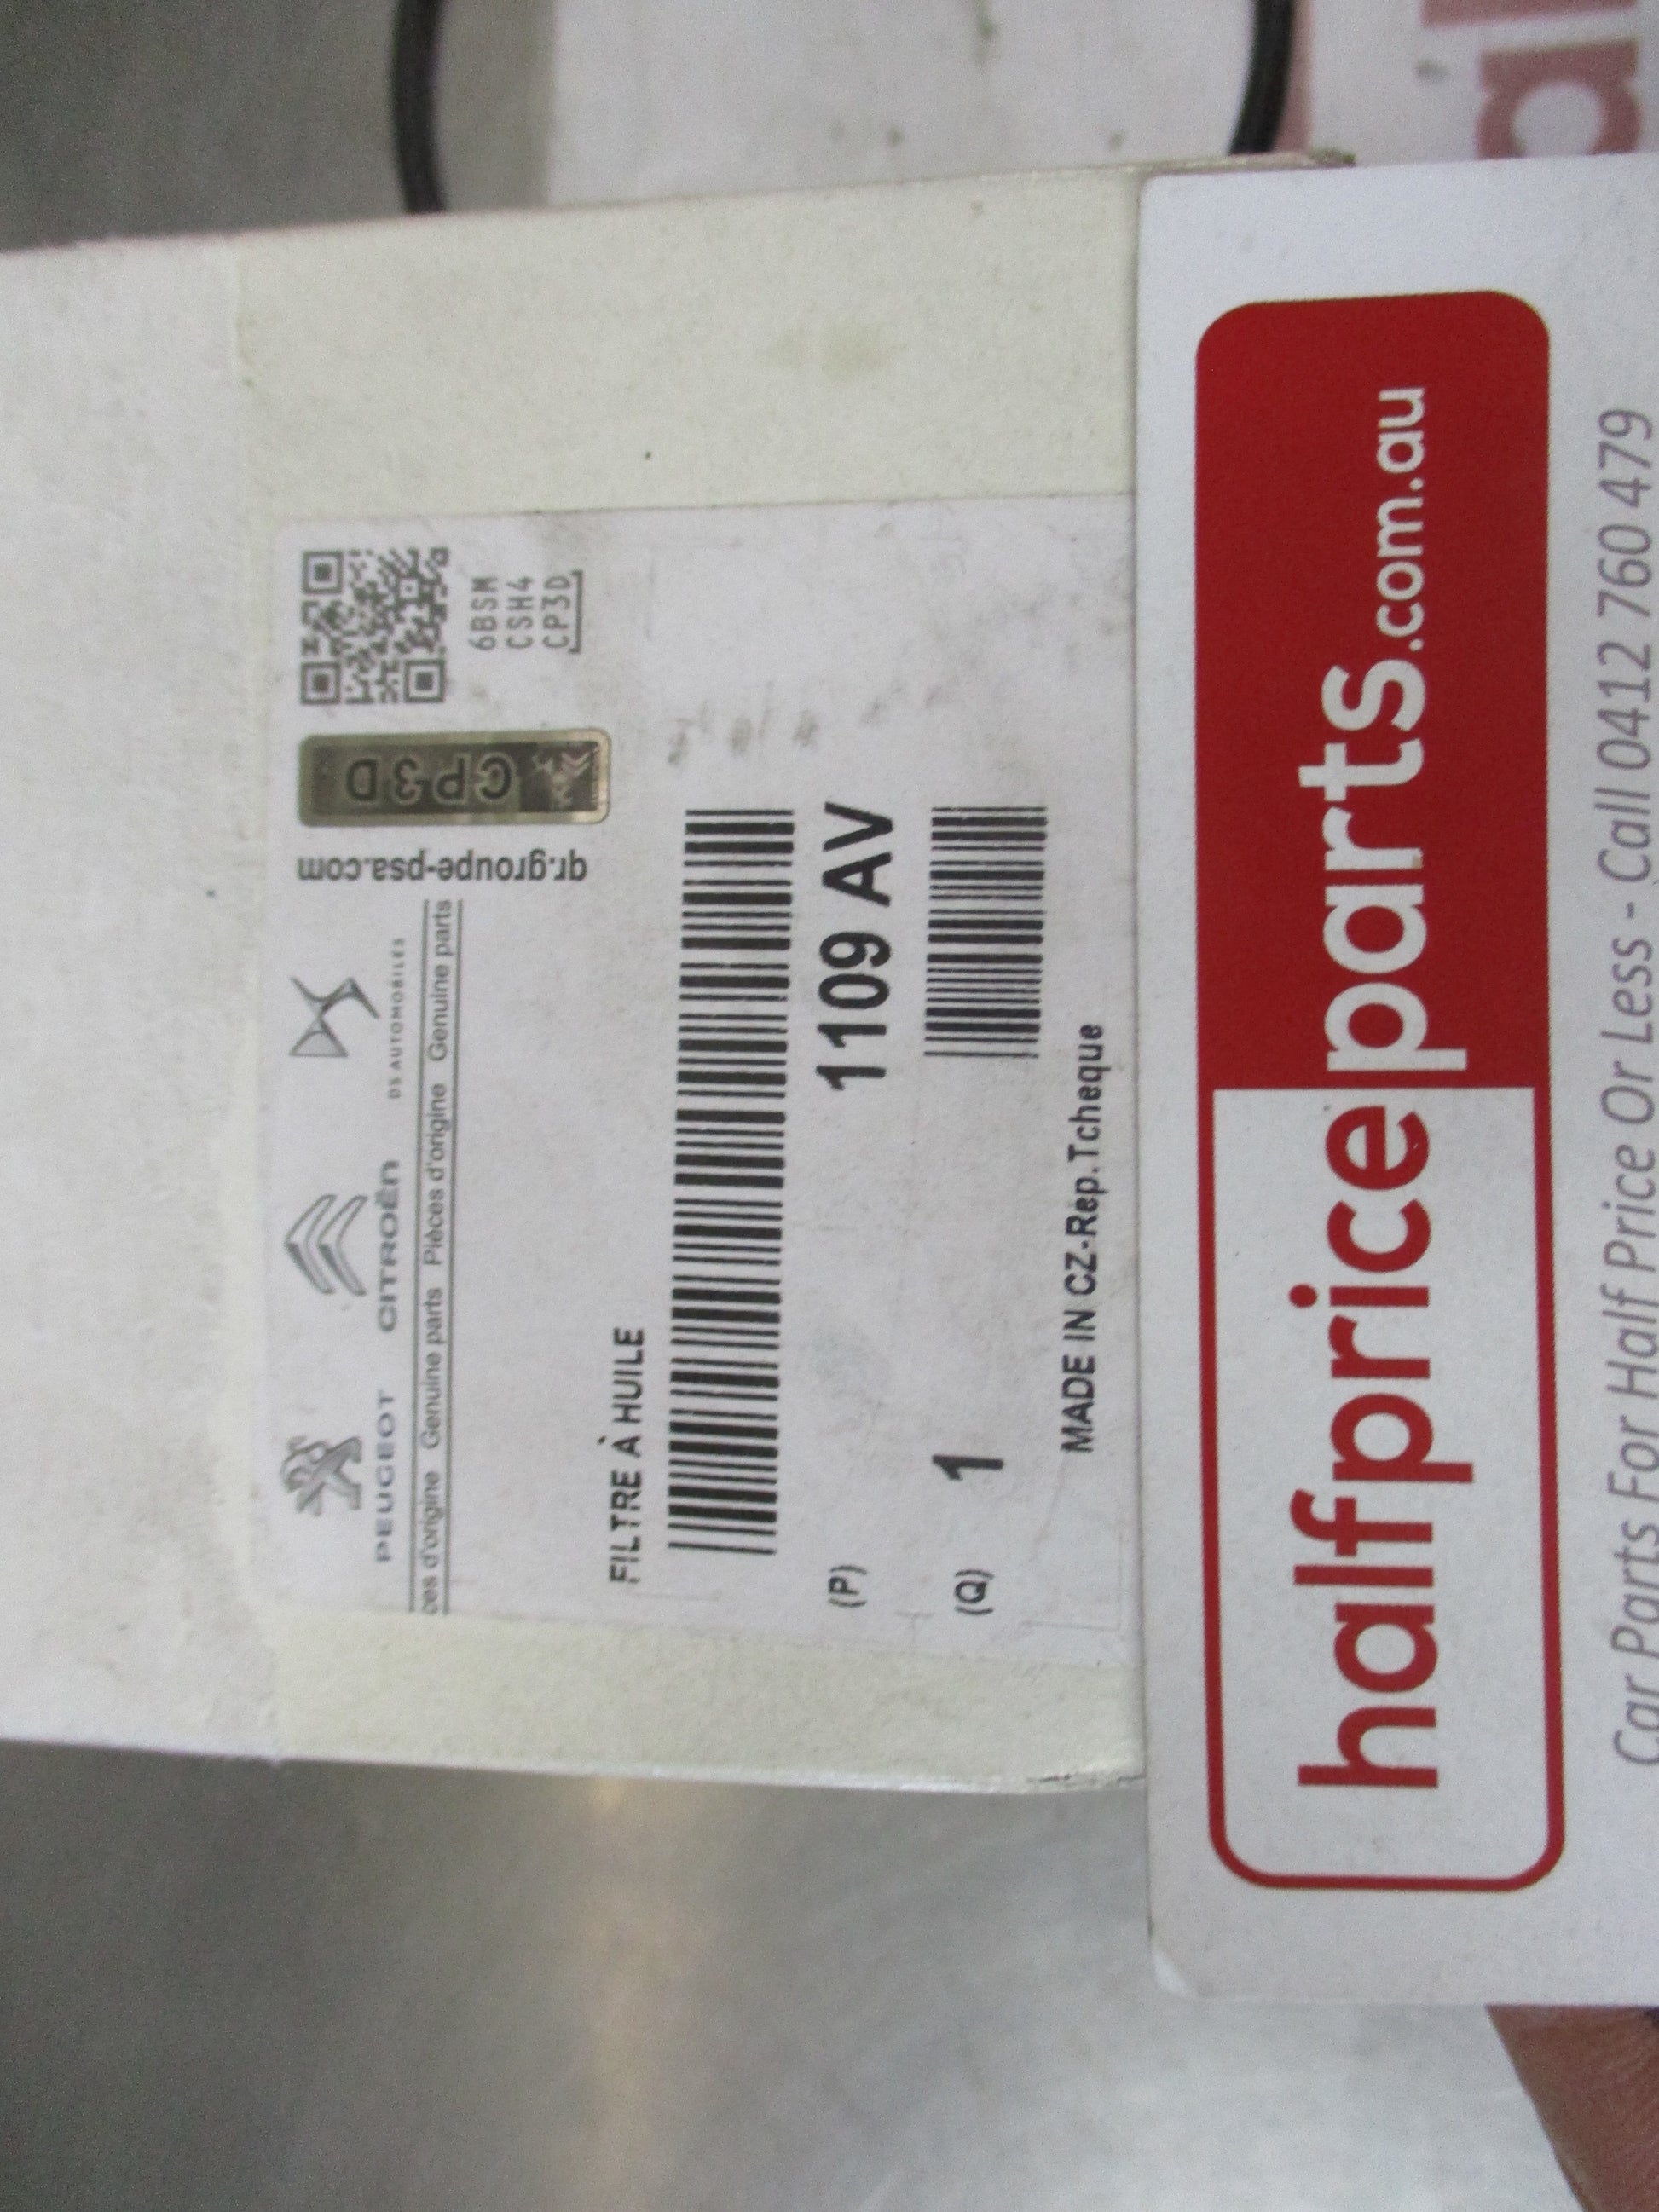 PEUGEOT
CITROËN
DS AUTOMOBILES
ces d'origine Genuine parts Pièces d'origine Genuine parts
qr.groupe-psa.com
CP3D
6BSM
CSH4
CP3D
FILTRE À HUILE
(P) 1109 AV
(Q) 1
MADE IN CZ-Rep.Tcheque
halfpriceparts.com.au
Car Parts For Half Price Or Less - Call 0412 760 479